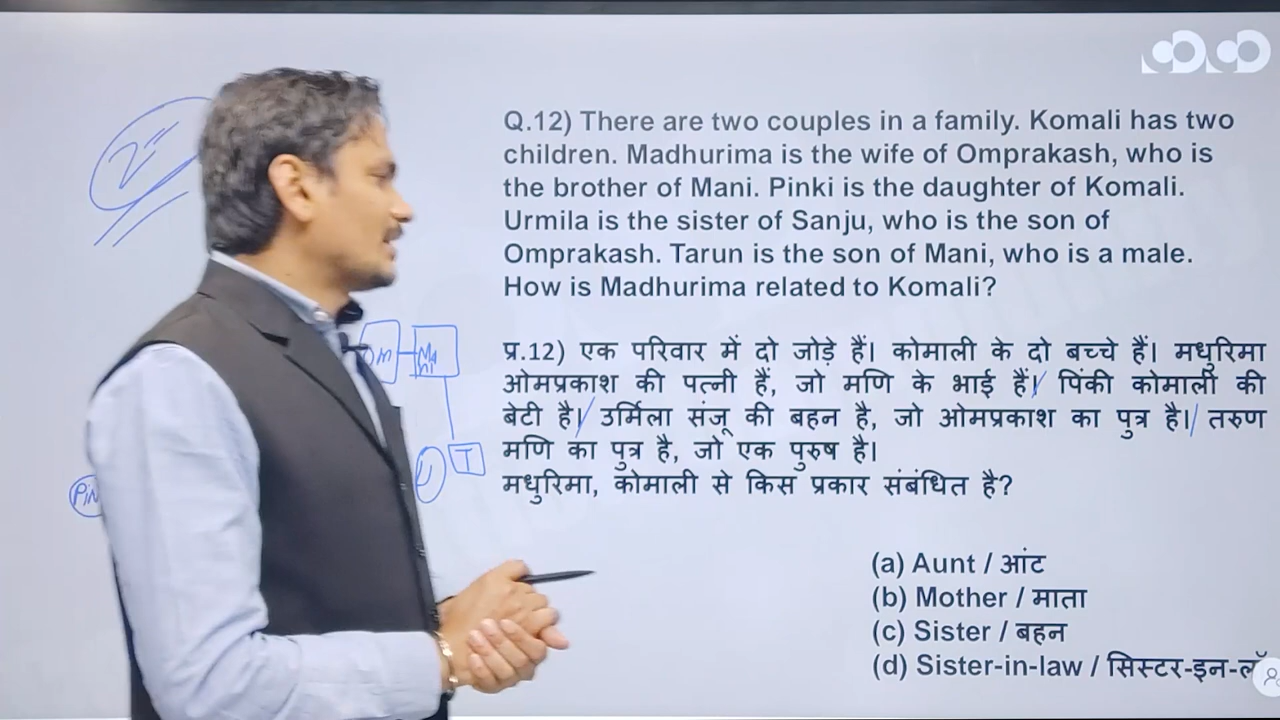 Q.12) There are two couples in a family. Komali has two
children. Madhurima is the wife of Omprakash, who is
the brother of Mani. Pinki is the daughter of Komali.
Urmila is the sister of Sanju, who is the son of
Omprakash. Tarun is the son of Mani, who is a male.
How is Madhurima related to Komali?
प्र.12) एक परिवार में दो जोड़े हैं। कोमाली के दो बच्चे हैं। मधुरिमा
ओमप्रकाश की पत्नी हैं, जो मणि के भाई हैं। पिंकी कोमाली की
बेटी है। उर्मिला संजू की बहन है, जो ओमप्रकाश का पुत्र है। तरुण
मणि का पुत्र है, जो एक पुरुष है।
मधुरिमा, कोमाली से किस प्रकार संबंधित है?
(a) Aunt / आंट
(b) Mother / माता
(c) Sister / बहन
(d) Sister-in-law / सिस्टर-इन-लॉ
2
Om
Mani
U
T
Pin